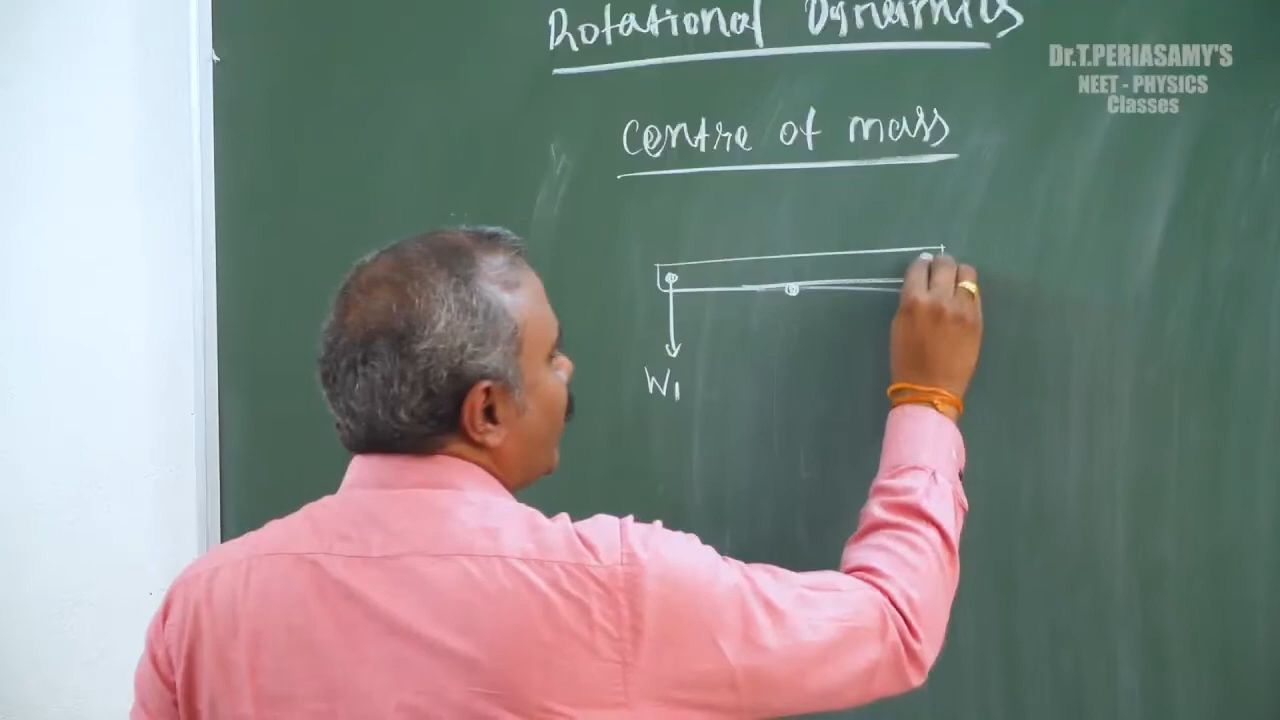 Rotational Dynamics
Dr.T.PERIASAMY'S
NEET - PHYSICS
Classes
Centre of mass
W1